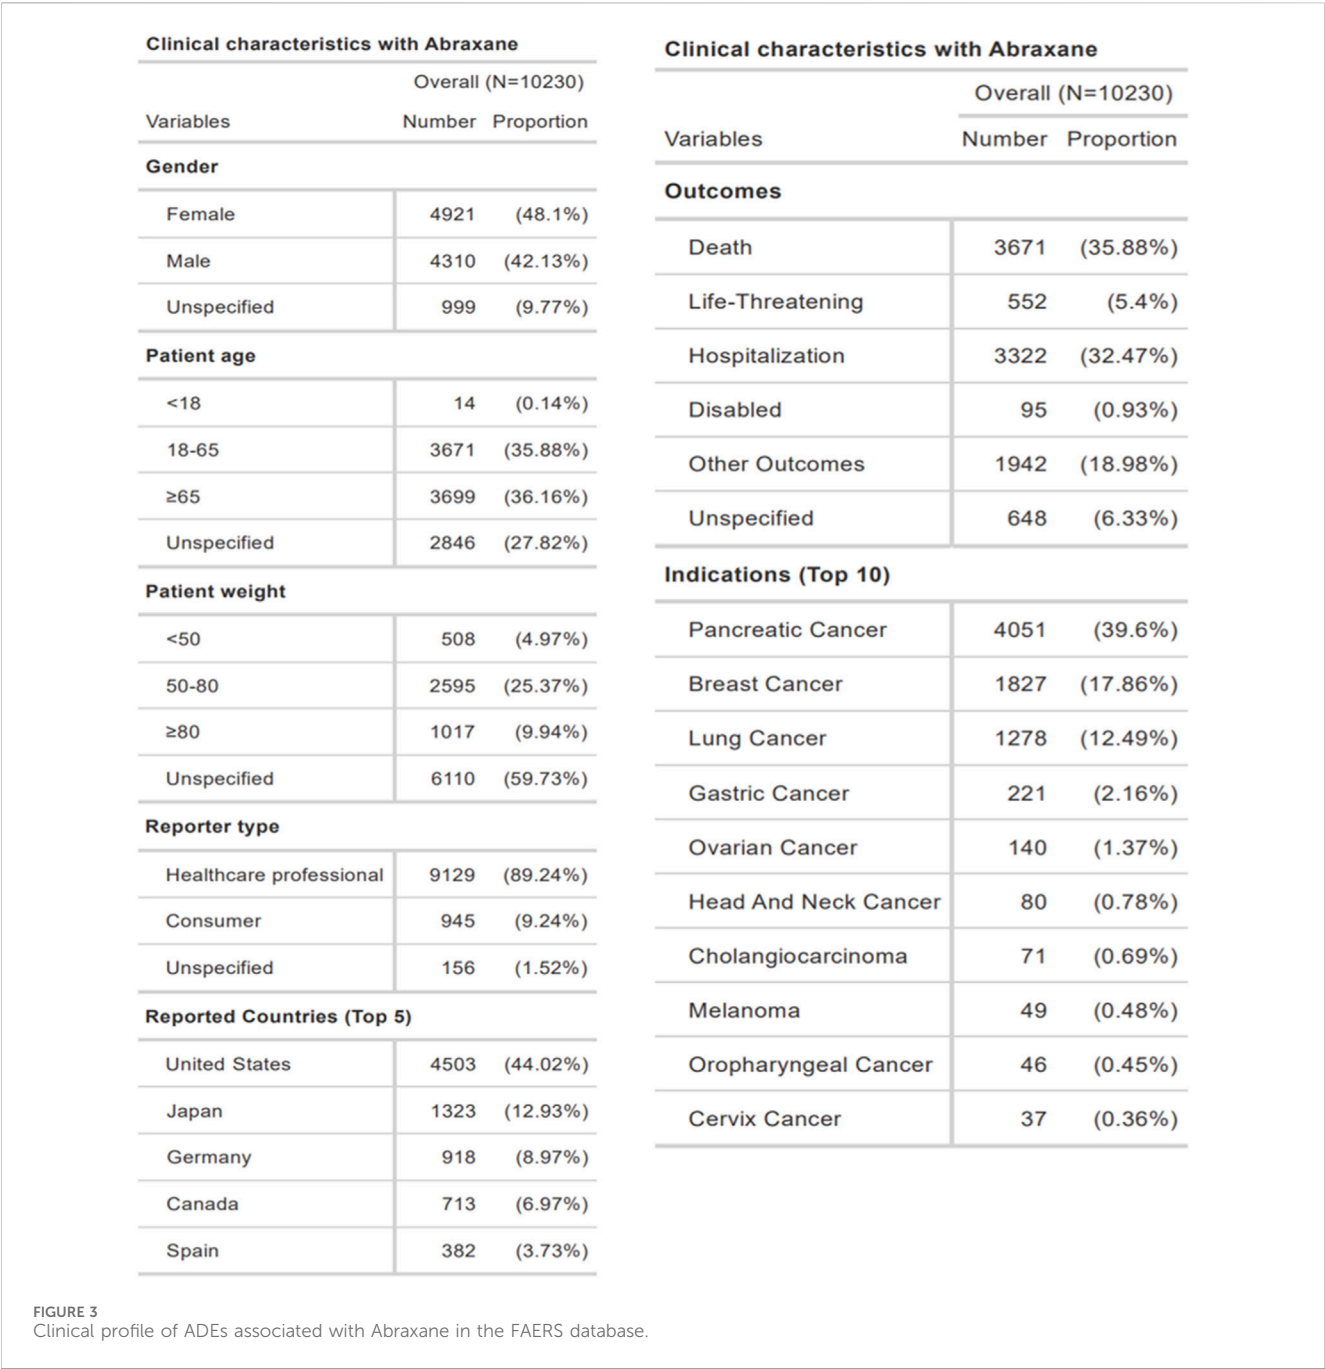 Clinical characteristics with Abraxane
Overall (N=10230)
Variables Number Proportion
Gender
Female 4921 (48.1%)
Male 4310 (42.13%)
Unspecified 999 (9.77%)
Patient age
<18 14 (0.14%)
18-65 3671 (35.88%)
≥65 3699 (36.16%)
Unspecified 2846 (27.82%)
Patient weight
<50 508 (4.97%)
50-80 2595 (25.37%)
≥80 1017 (9.94%)
Unspecified 6110 (59.73%)
Reporter type
Healthcare professional 9129 (89.24%)
Consumer 945 (9.24%)
Unspecified 156 (1.52%)
Reported Countries (Top 5)
United States 4503 (44.02%)
Japan 1323 (12.93%)
Germany 918 (8.97%)
Canada 713 (6.97%)
Spain 382 (3.73%)
Clinical characteristics with Abraxane
Overall (N=10230)
Variables Number Proportion
Outcomes
Death 3671 (35.88%)
Life-Threatening 552 (5.4%)
Hospitalization 3322 (32.47%)
Disabled 95 (0.93%)
Other Outcomes 1942 (18.98%)
Unspecified 648 (6.33%)
Indications (Top 10)
Pancreatic Cancer 4051 (39.6%)
Breast Cancer 1827 (17.86%)
Lung Cancer 1278 (12.49%)
Gastric Cancer 221 (2.16%)
Ovarian Cancer 140 (1.37%)
Head And Neck Cancer 80 (0.78%)
Cholangiocarcinoma 71 (0.69%)
Melanoma 49 (0.48%)
Oropharyngeal Cancer 46 (0.45%)
Cervix Cancer 37 (0.36%)
FIGURE 3
Clinical profile of ADEs associated with Abraxane in the FAERS database.